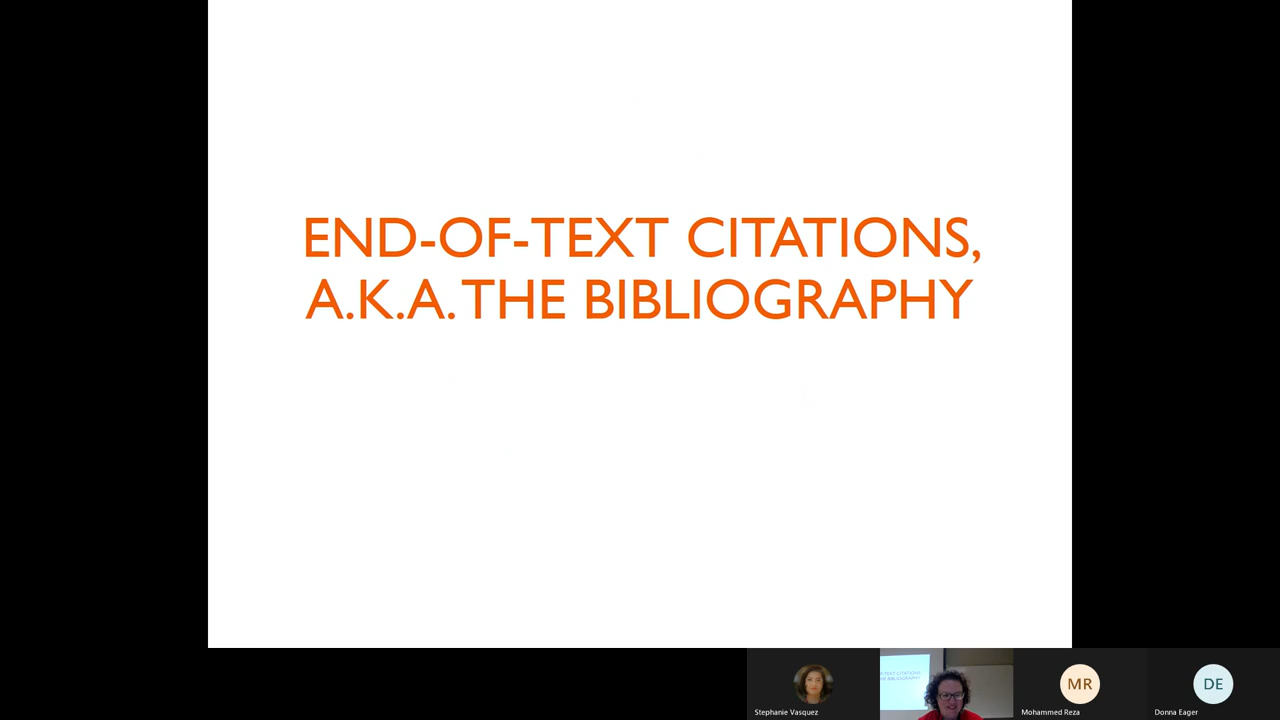 END-OF-TEXT CITATIONS,
A.K.A. THE BIBLIOGRAPHY
MR
DE
Stephanie Vasquez
Mohammed Reza
Donna Eager